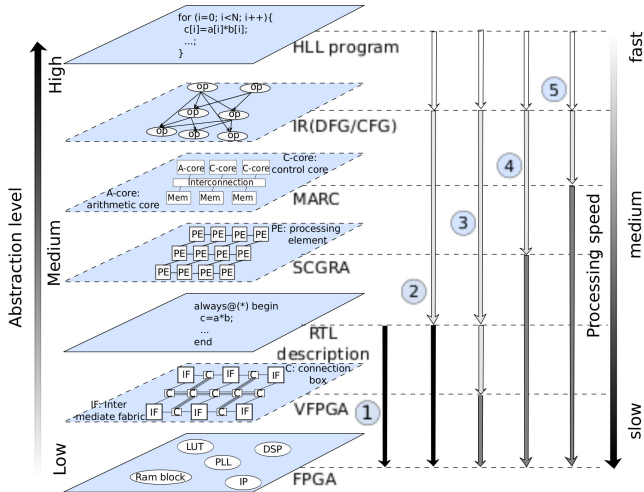 for (i=0; i<N; i++){
c[i]=a[i]*b[i];
...;
}
HLL program
fast
High
op
op
op
op
op
op
op
IR(DFG/CFG)
5
C-core:
control core
A-core
C-core
C-core
Interconnection
A-core:
arithmetic core
Mem
Mem
Mem
MARC
4
Abstraction level
Medium
PE: processing
element
PE
PE
PE
PE
PE
PE
PE
PE
PE
PE
PE
PE
SCGRA
3
Processing speed
medium
always@(*) begin
c=a*b;
...
end
2
RTL
description
C: connection
box
IF
C
IF
C
IF
C
C
C
C
C
IF: Inter
mediate fabric
IF
C
IF
C
IF
VFPGA
1
Low
slow
LUT
DSP
PLL
Ram block
IP
FPGA